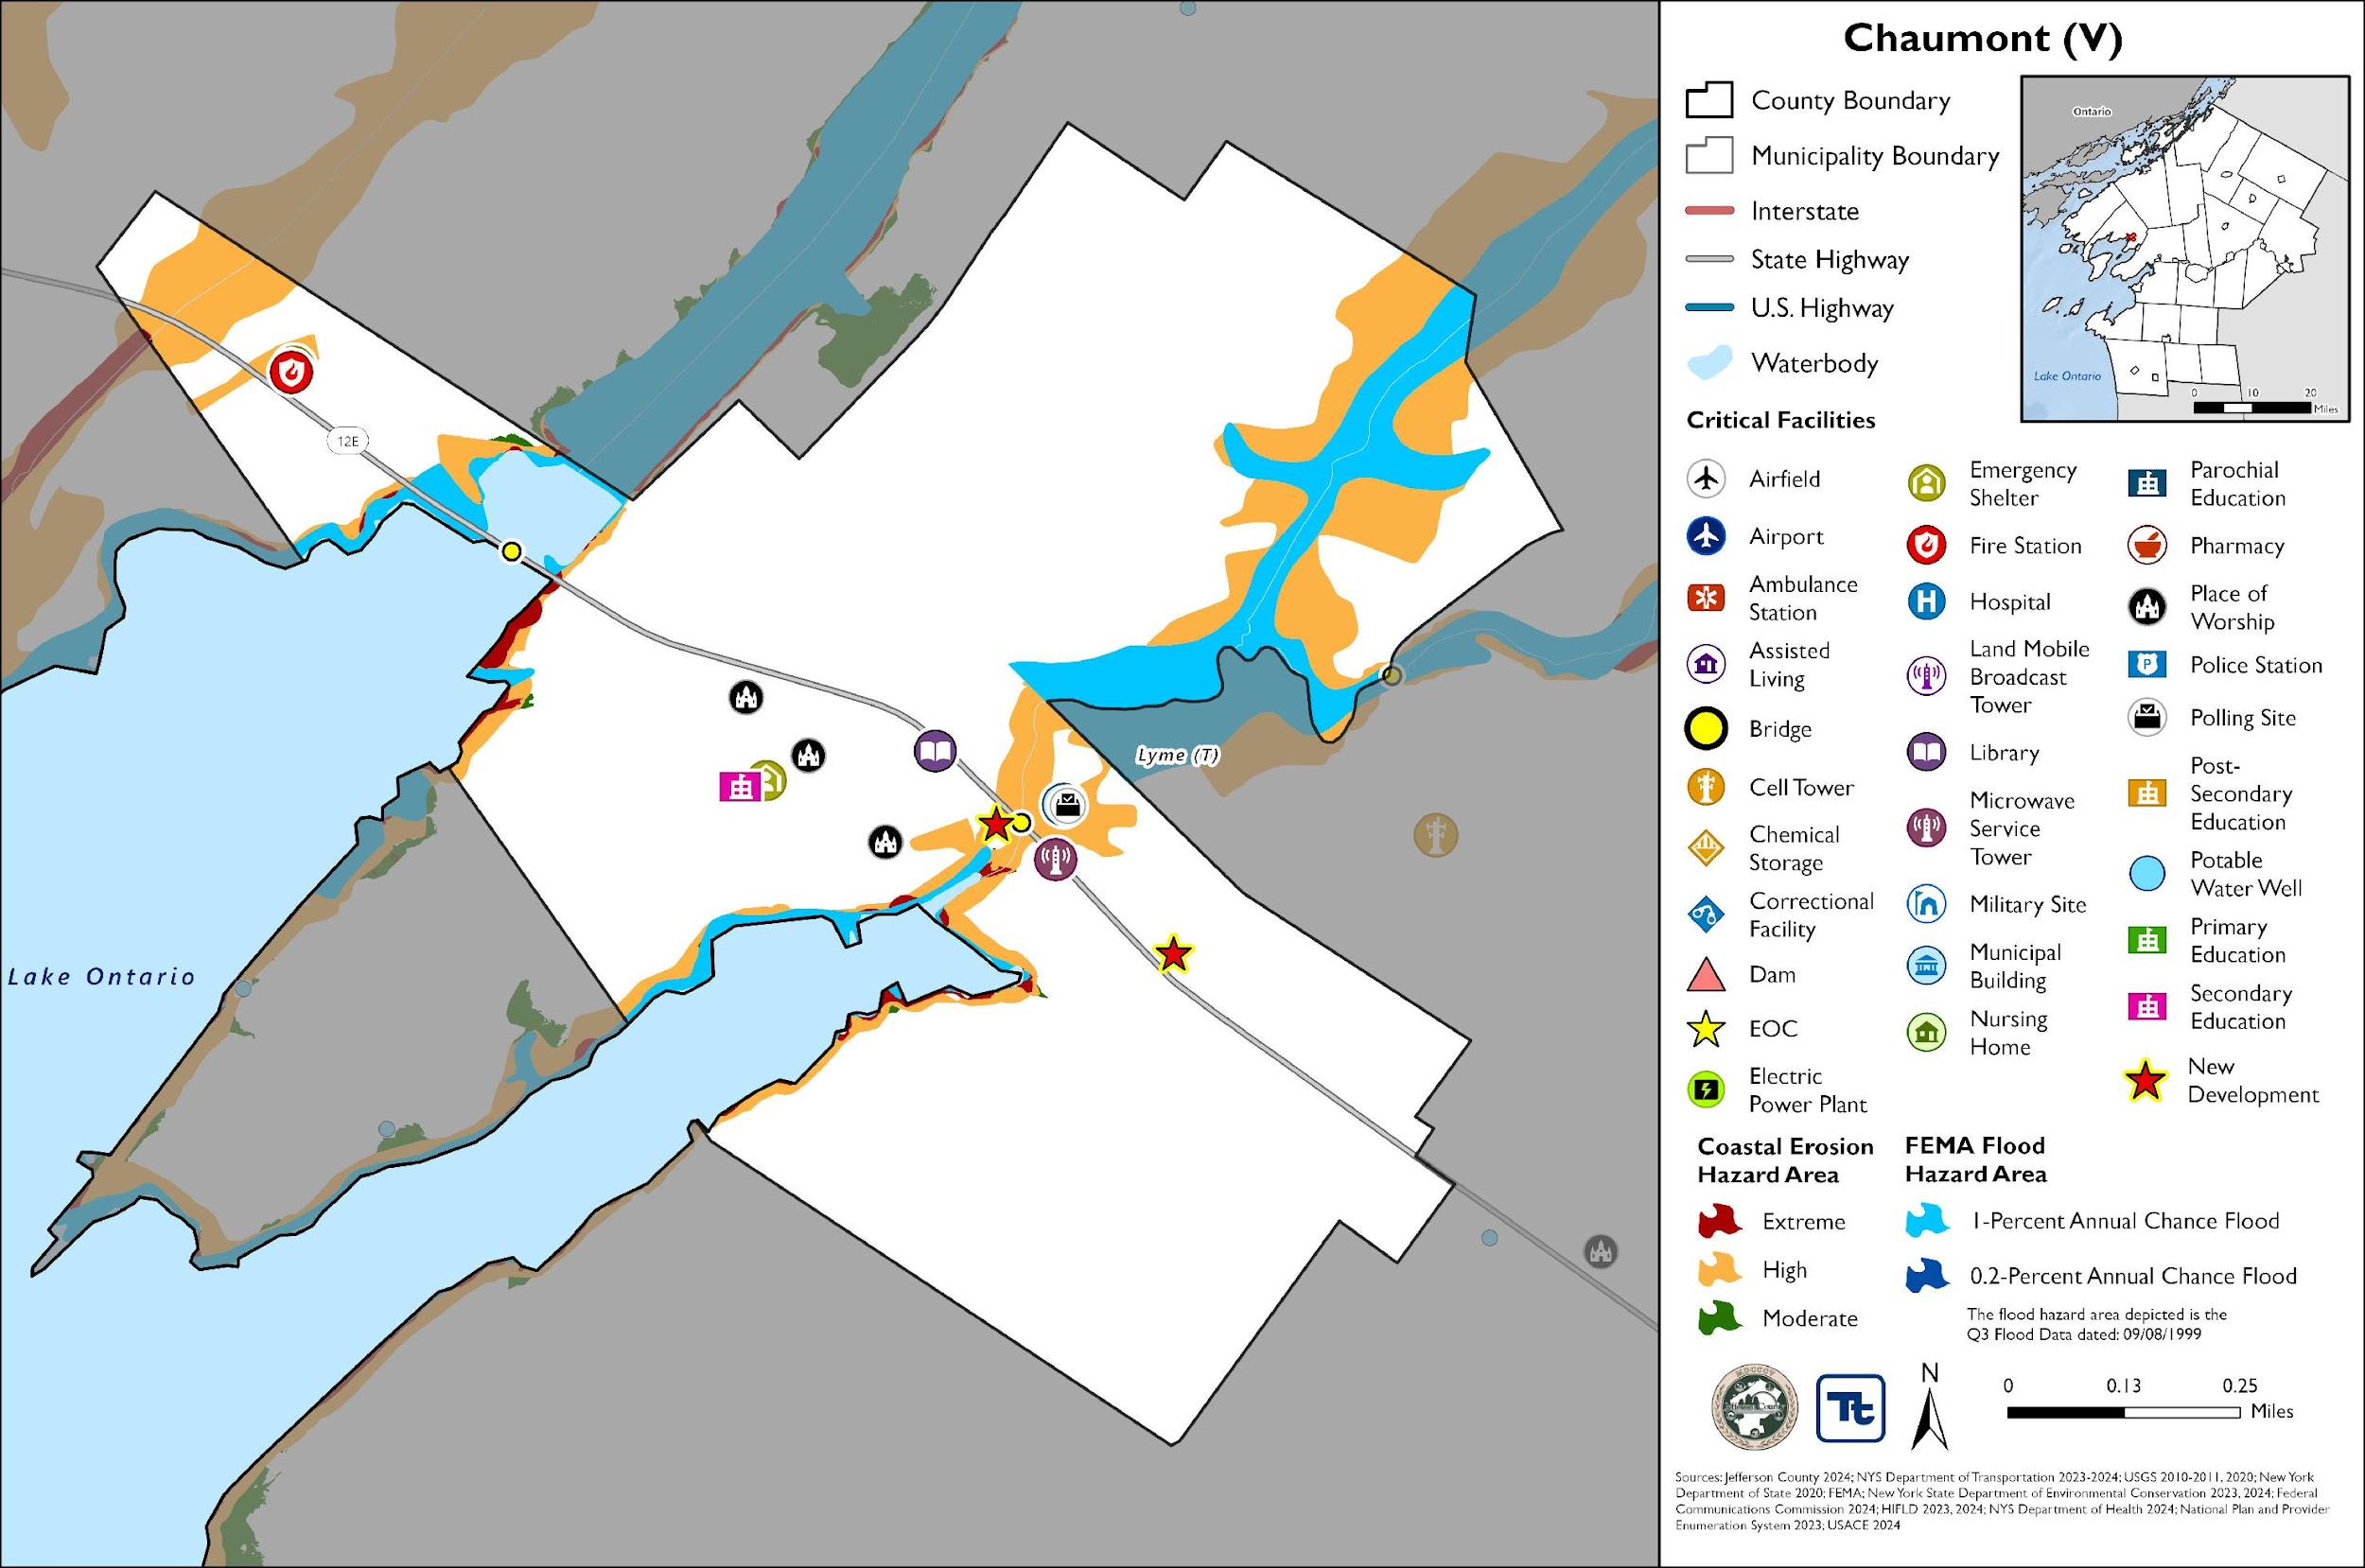 Chaumont (V)
County Boundary
Municipality Boundary
Interstate
State Highway
U.S. Highway
Waterbody
Ontario
Lake Ontario
0 10 20
Miles
Critical Facilities
Airfield
Airport
Ambulance
Station
Assisted
Living
Bridge
Cell Tower
Chemical
Storage
Correctional
Facility
Dam
EOC
Electric
Power Plant
Emergency
Shelter
Fire Station
H
Hospital
Land Mobile
Broadcast
Tower
Library
Microwave
Service
Tower
Military Site
Municipal
Building
Nursing
Home
Parochial
Education
Pharmacy
Place of
Worship
P
Police Station
Polling Site
Post-
Secondary
Education
Potable
Water Well
Primary
Education
Secondary
Education
New
Development
Coastal Erosion
Hazard Area
Extreme
High
Moderate
FEMA Flood
Hazard Area
1-Percent Annual Chance Flood
0.2-Percent Annual Chance Flood
The flood hazard area depicted is the
Q3 Flood Data dated: 09/08/1999
Tt
N
0 0.13 0.25
Miles
Sources: Jefferson County 2024; NYS Department of Transportation 2023-2024; USGS 2010-2011, 2020; New York
Department of State 2020; FEMA; New York State Department of Environmental Conservation 2023, 2024; Federal
Communications Commission 2024; HIFLD 2023, 2024; NYS Department of Health 2024; National Plan and Provider
Enumeration System 2023; USACE 2024
12E
Lyme (T)
Lake Ontario